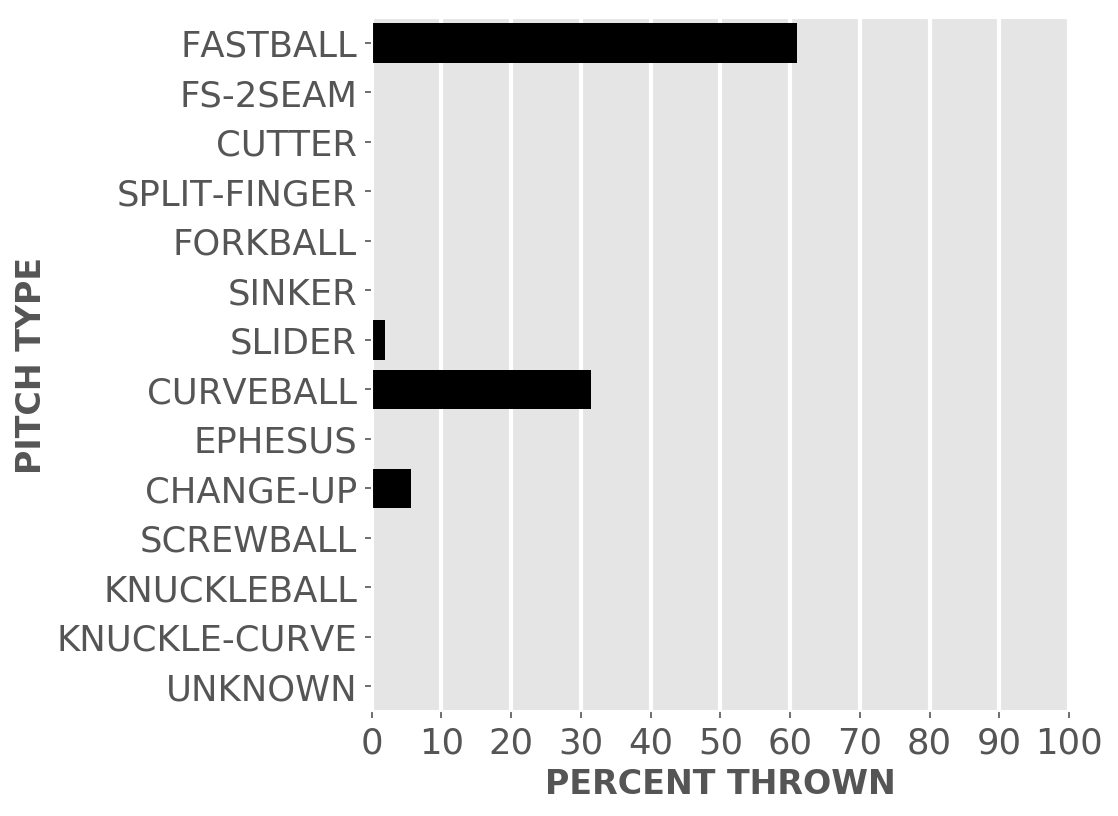 FASTBALL
FS-2SEAM
CUTTER
SPLIT-FINGER
FORKBALL
SINKER
SLIDER
CURVEBALL
EPHESUS
CHANGE-UP
SCREWBALL
KNUCKLEBALL
KNUCKLE-CURVE
UNKNOWN
PITCH TYPE
0 10 20 30 40 50 60 70 80 90 100
PERCENT THROWN